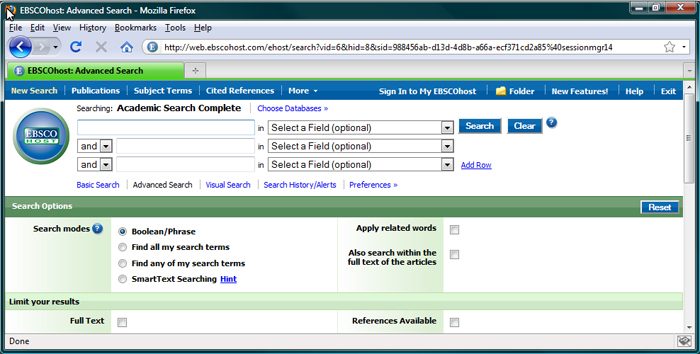 EBSCOhost: Advanced Search - Mozilla Firefox
File Edit View History Bookmarks Tools Help
http://web.ebscohost.com/ehost/search?vid=6&hid=8&sid=988456ab-d13d-4d8b-a66a-ecf371cd2a85%40sessionmgr14
EBSCOhost: Advanced Search
New Search Publications Subject Terms Cited References More Sign In to My EBSCOhost Folder New Features! Help Exit
Searching: Academic Search Complete Choose Databases »
EBSCO
HOST
in Select a Field (optional) Search Clear ?
and in Select a Field (optional)
and in Select a Field (optional) Add Row
Basic Search Advanced Search Visual Search Search History/Alerts Preferences »
Search Options Reset
Search modes ? Boolean/Phrase Apply related words
Find all my search terms
Find any of my search terms Also search within the
full text of the articles
SmartText Searching Hint
Limit your results
Full Text References Available
Done